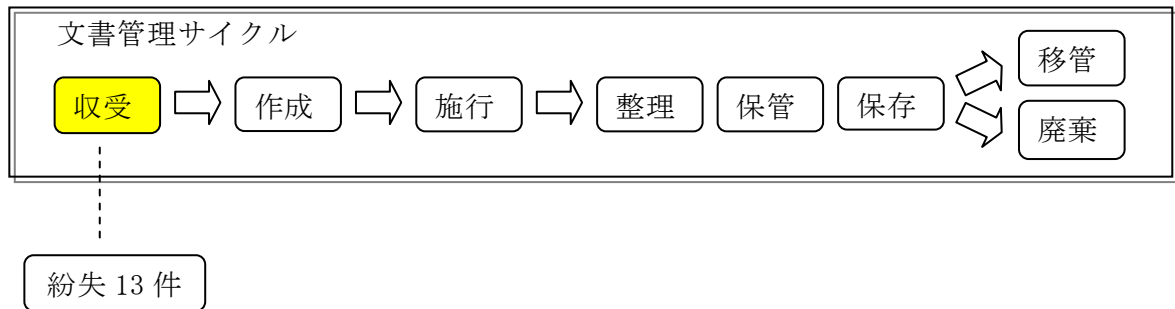 文書管理サイクル
収受
作成
施行
整理
保管
保存
移管
廃棄
紛失 13 件